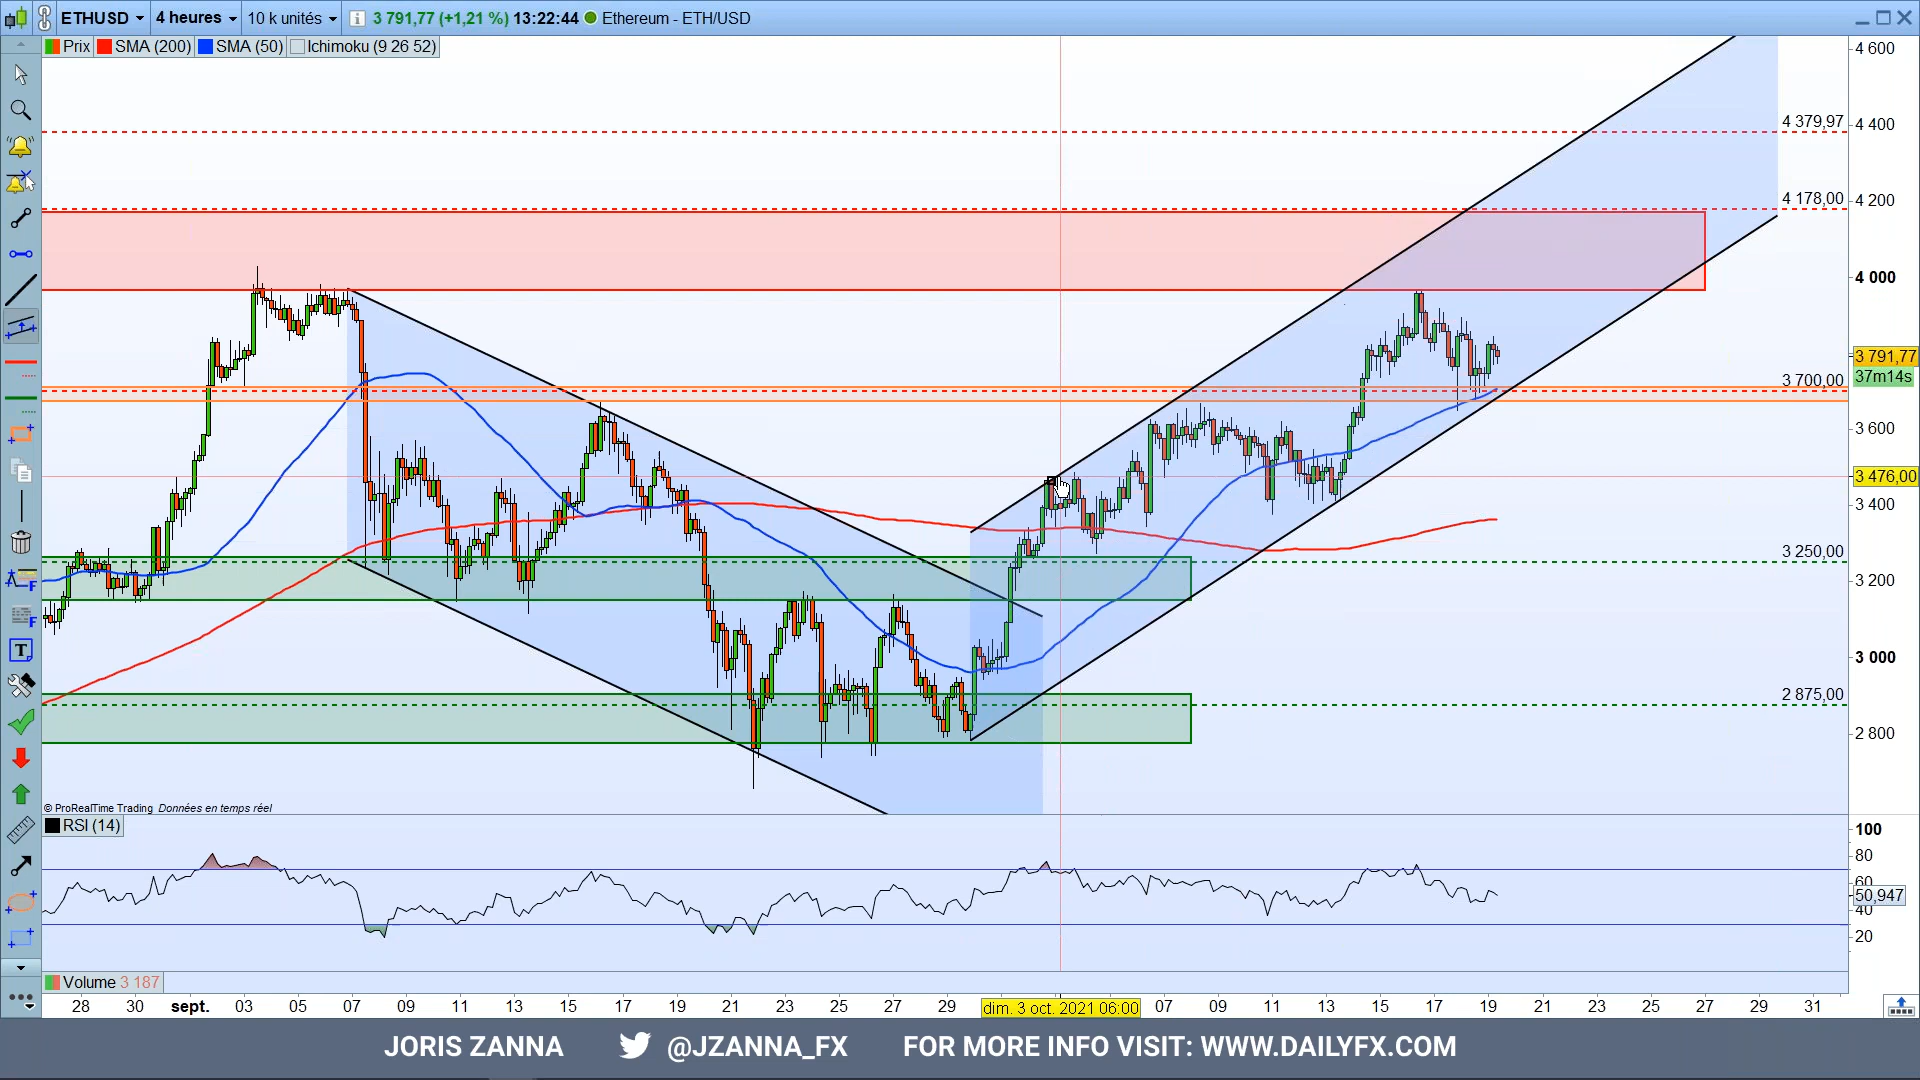 ETHUSD 4 heures 10 k unités 3 791,77 (+1,21 %) 13:22:44 Ethereum - ETH/USD
Prix SMA (200) SMA (50) Ichimoku (9 26 52)
4 600
4 379,97
4 400
4 178,00
4 200
4 000
3 791,77
37m14s
3 700,00
3 600
3 476,00
3 400
3 250,00
3 200
3 000
2 875,00
2 800
© ProRealTime Trading Données en temps réel
RSI (14)
100
80
60
50,947
40
20
Volume 3 187
28 30 sept. 03 05 07 09 11 13 15 17 19 21 23 25 27 29 dim. 3 oct. 2021 06:00 07 09 11 13 15 17 19 21 23 25 27 29 31
JORIS ZANNA @JZANNA_FX FOR MORE INFO VISIT: WWW.DAILYFX.COM